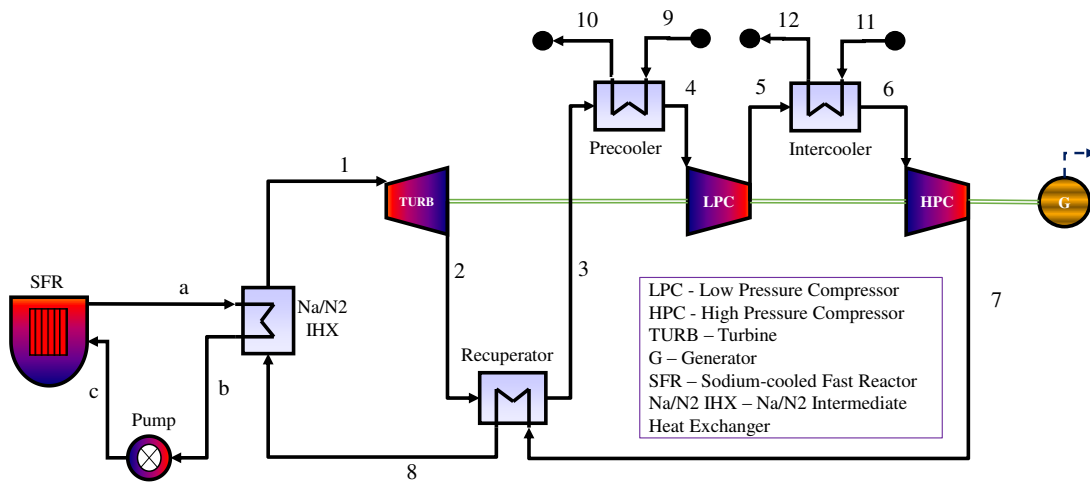 10
9
12
11
4
5
6
Precooler
Intercooler
1
TURB
LPC
HPC
G
2
3
7
SFR
a
Na/N2
IHX
LPC - Low Pressure Compressor
HPC - High Pressure Compressor
TURB – Turbine
G – Generator
SFR – Sodium-cooled Fast Reactor
Na/N2 IHX – Na/N2 Intermediate
Heat Exchanger
Recuperator
c
b
Pump
8